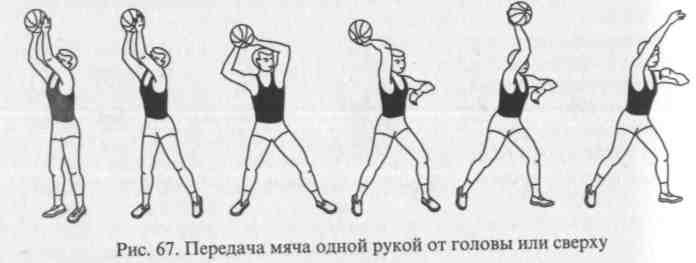 Рис. 67. Передача мяча одной рукой от головы или сверху